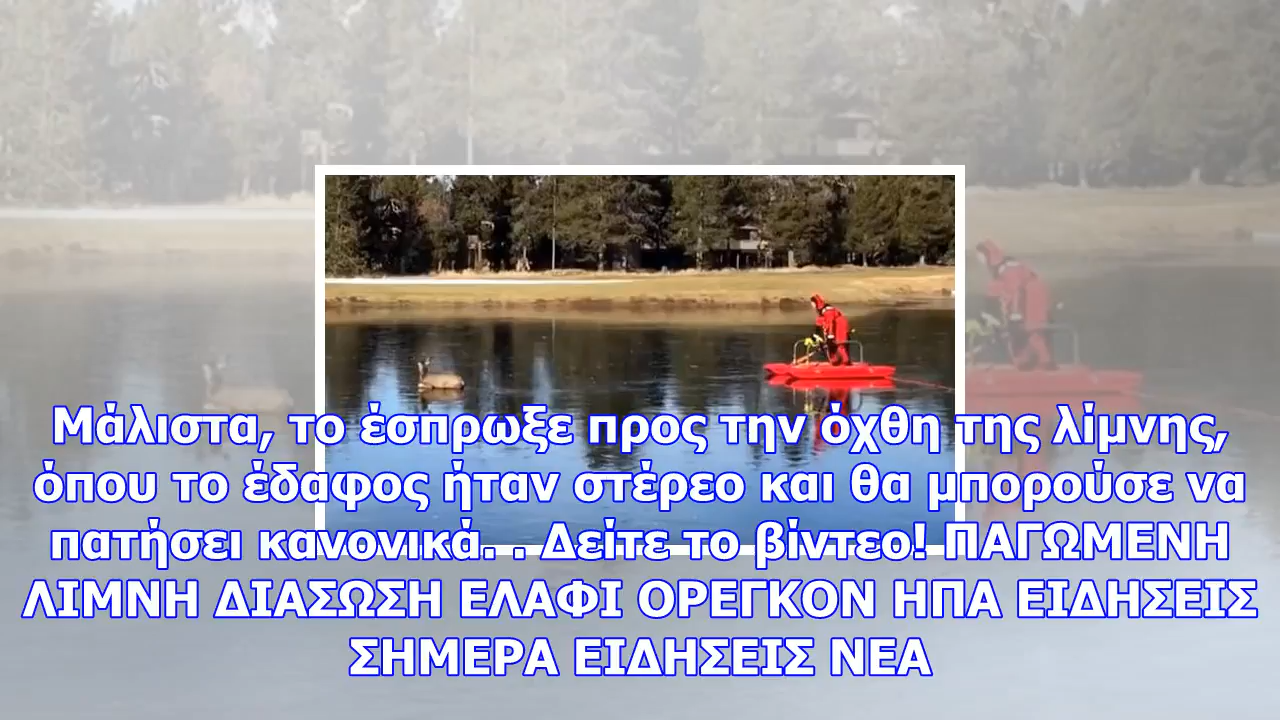 Μάλιστα, το έσπρωξε προς την όχθη της λίμνης,
όπου το έδαφος ήταν στέρεο και θα μπορούσε να
πατήσει κανονικά. . Δείτε το βίντεο! ΠΑΓΩΜΕΝΗ
ΛΙΜΝΗ ΔΙΑΣΩΣΗ ΕΛΑΦΙ ΟΡΕΓΚΟΝ ΗΠΑ ΕΙΔΗΣΕΙΣ
ΣΗΜΕΡΑ ΕΙΔΗΣΕΙΣ ΝΕΑ